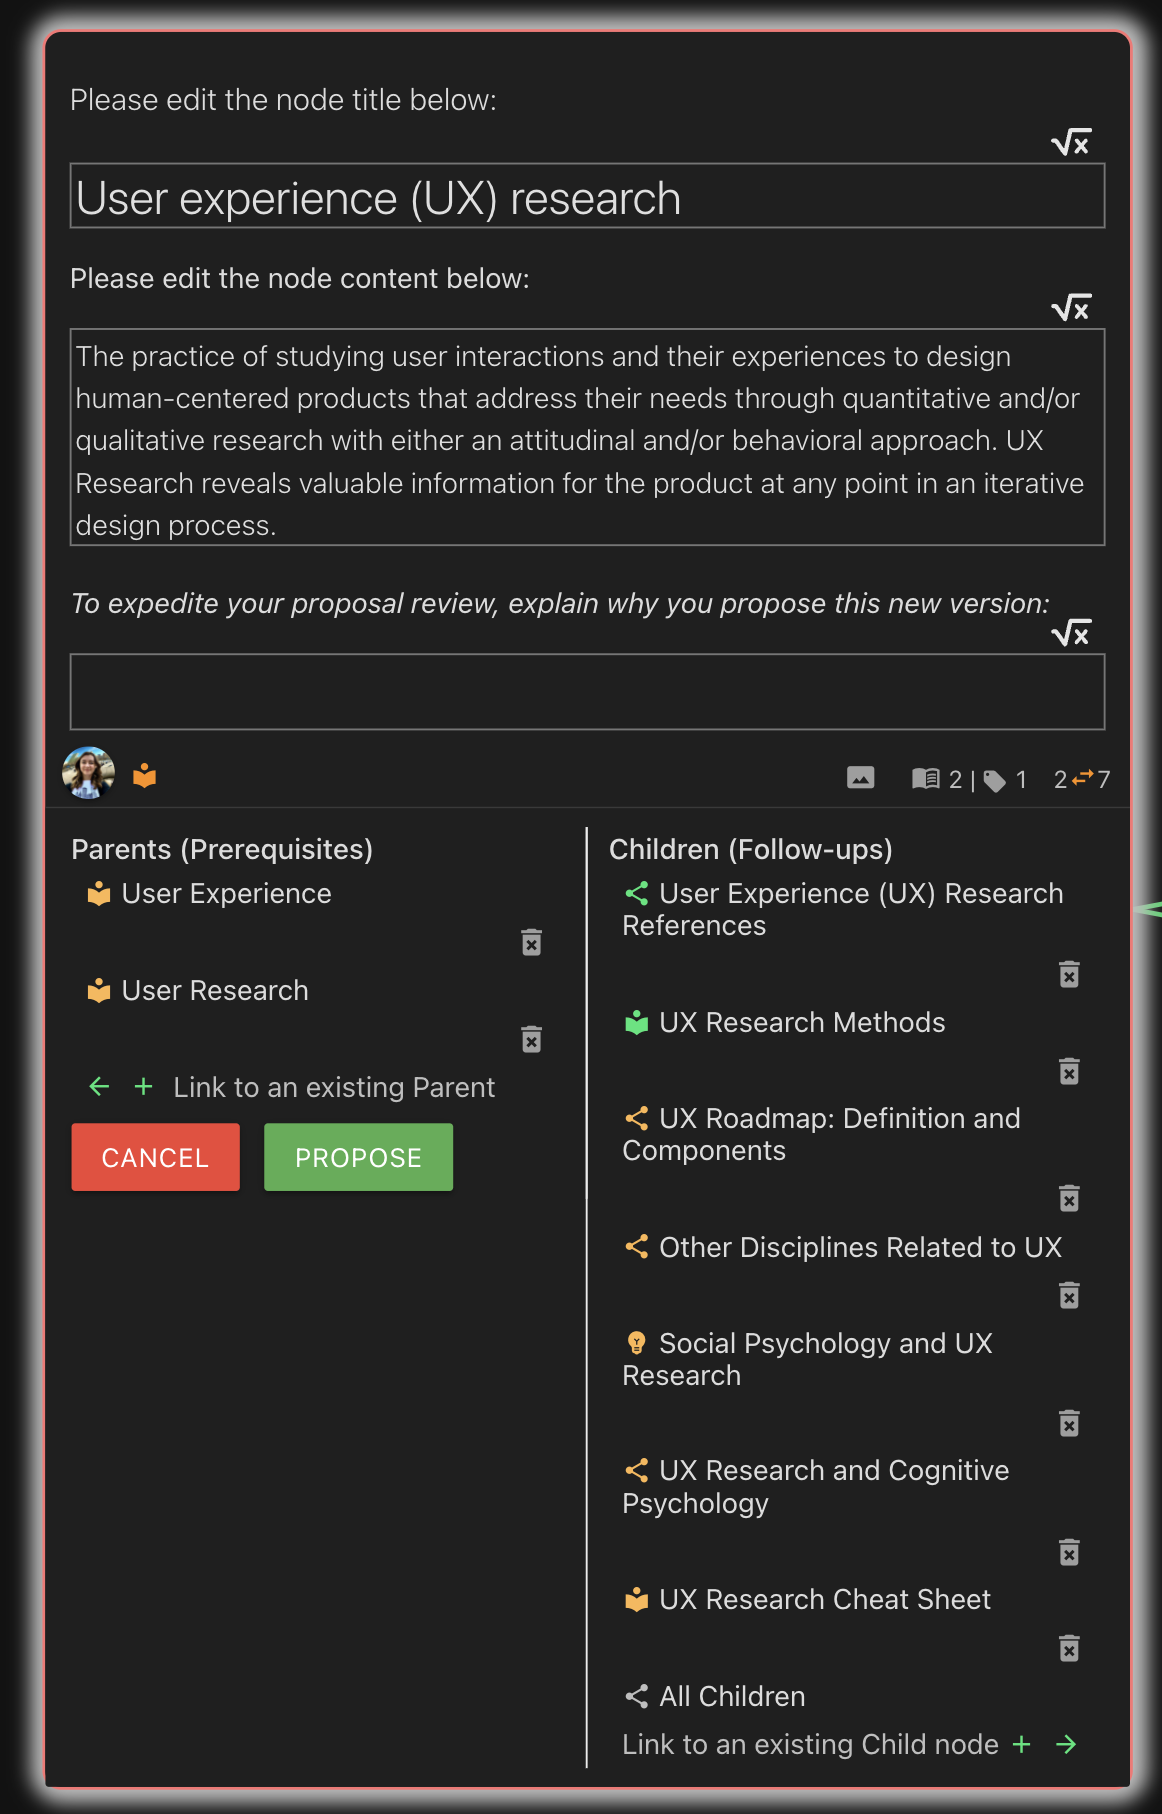 Please edit the node title below:
√x
User experience (UX) research
Please edit the node content below:
√x
The practice of studying user interactions and their experiences to design
human-centered products that address their needs through quantitative and/or
qualitative research with either an attitudinal and/or behavioral approach. UX
Research reveals valuable information for the product at any point in an iterative
design process.
To expedite your proposal review, explain why you propose this new version:
√x
2 | 1 2 7
Parents (Prerequisites)
User Experience
User Research
Link to an existing Parent
CANCEL PROPOSE
Children (Follow-ups)
User Experience (UX) Research
References
UX Research Methods
UX Roadmap: Definition and
Components
Other Disciplines Related to UX
Social Psychology and UX
Research
UX Research and Cognitive
Psychology
UX Research Cheat Sheet
All Children
Link to an existing Child node